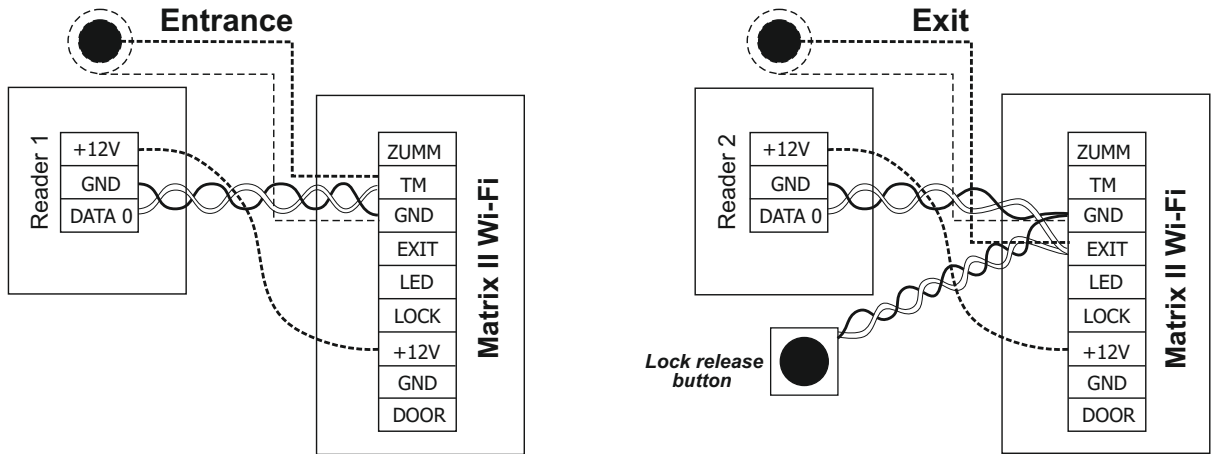 Entrance
Reader 1
+12V
GND
DATA 0
ZUMM
TM
GND
EXIT
LED
LOCK
+12V
GND
DOOR
Matrix II Wi-Fi
Exit
Reader 2
+12V
GND
DATA 0
Lock release
button
ZUMM
TM
GND
EXIT
LED
LOCK
+12V
GND
DOOR
Matrix II Wi-Fi